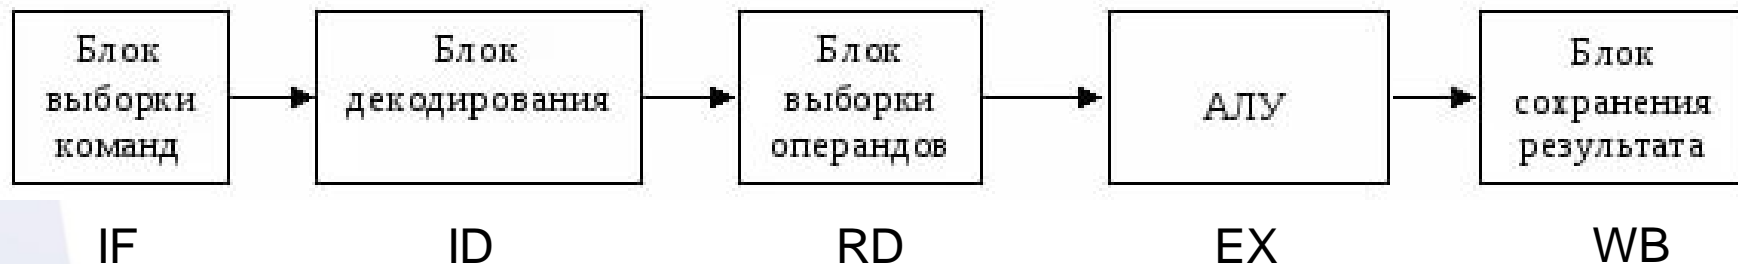 Блок
выборки
команд
Блок
декодирования
Блок
выборки
операндов
АЛУ
Блок
сохранения
результата
IF
ID
RD
EX
WB